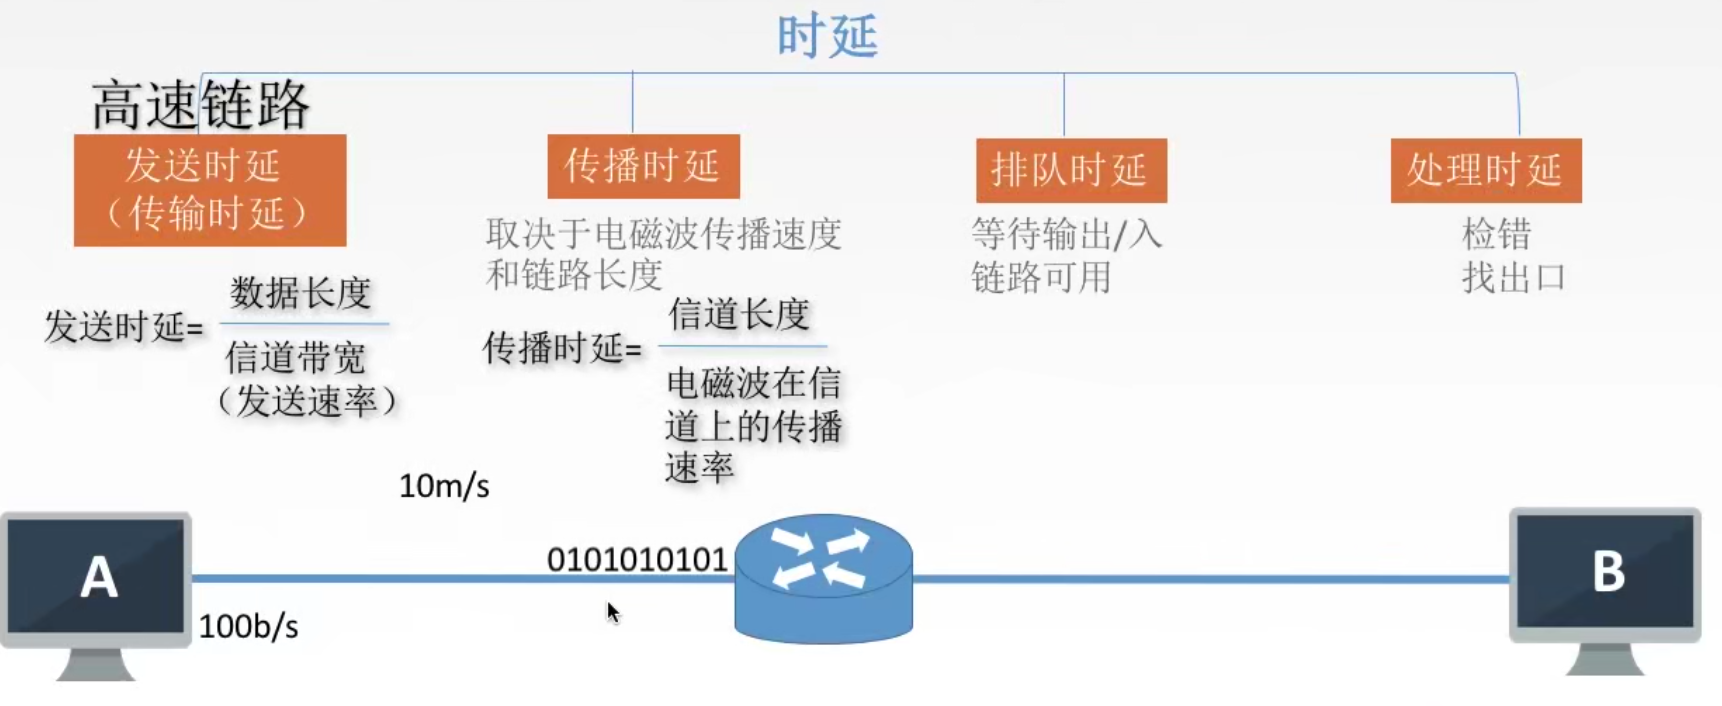 时延
高速链路
发送时延
（传输时延）
发送时延=
数据长度
信道带宽
（发送速率）
传播时延
取决于电磁波传播速度
和链路长度
传播时延=
信道长度
电磁波在信
道上的传播
速率
排队时延
等待输出/入
链路可用
处理时延
检错
找出口
10m/s
A
0101010101
B
100b/s